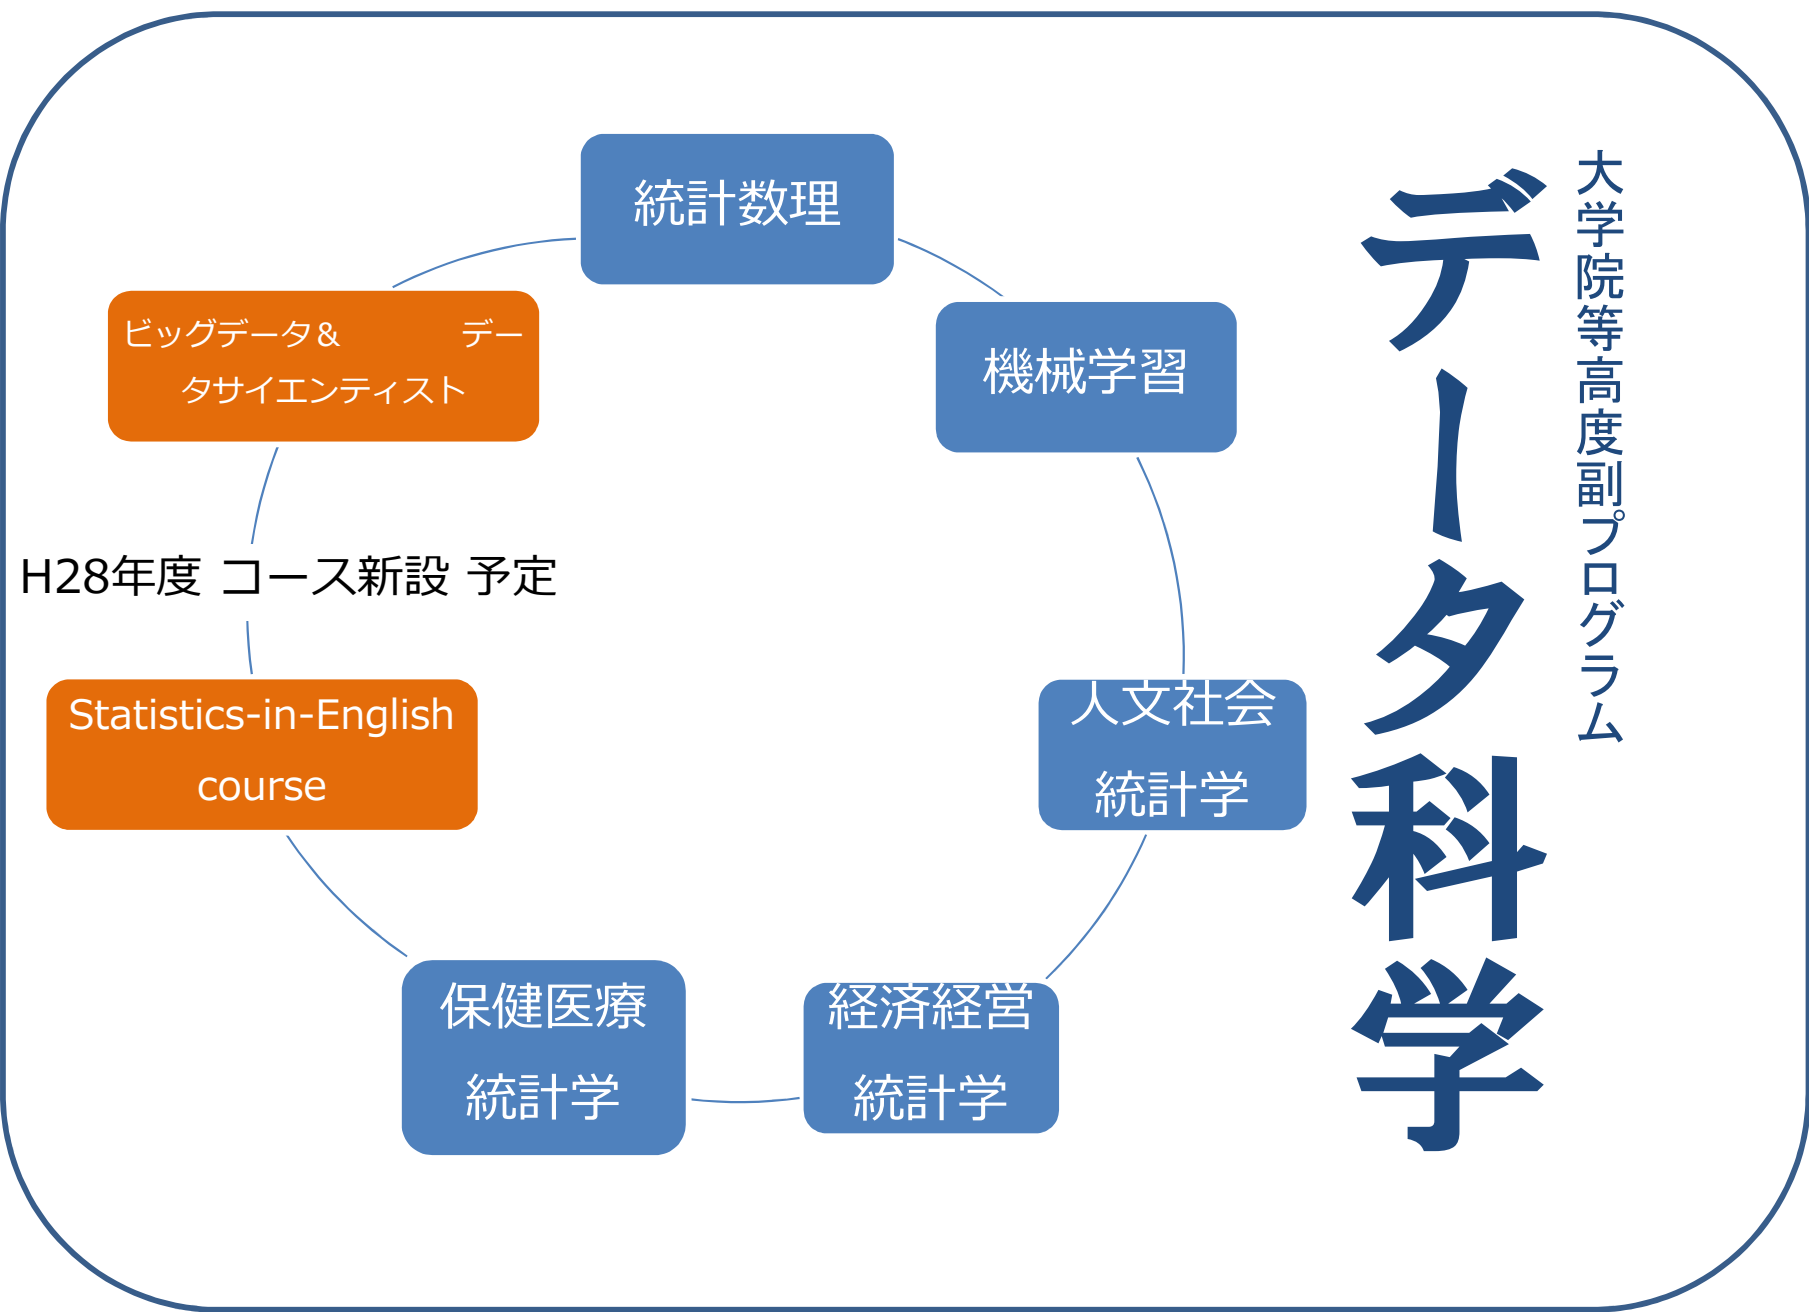 大学院等高度副プログラム
データ科学
統計数理
機械学習
人文社会
統計学
経済経営
統計学
保健医療
統計学
Statistics-in-English
course
H28年度 コース新設 予定
ビッグデータ＆ デー
タサイエンティスト